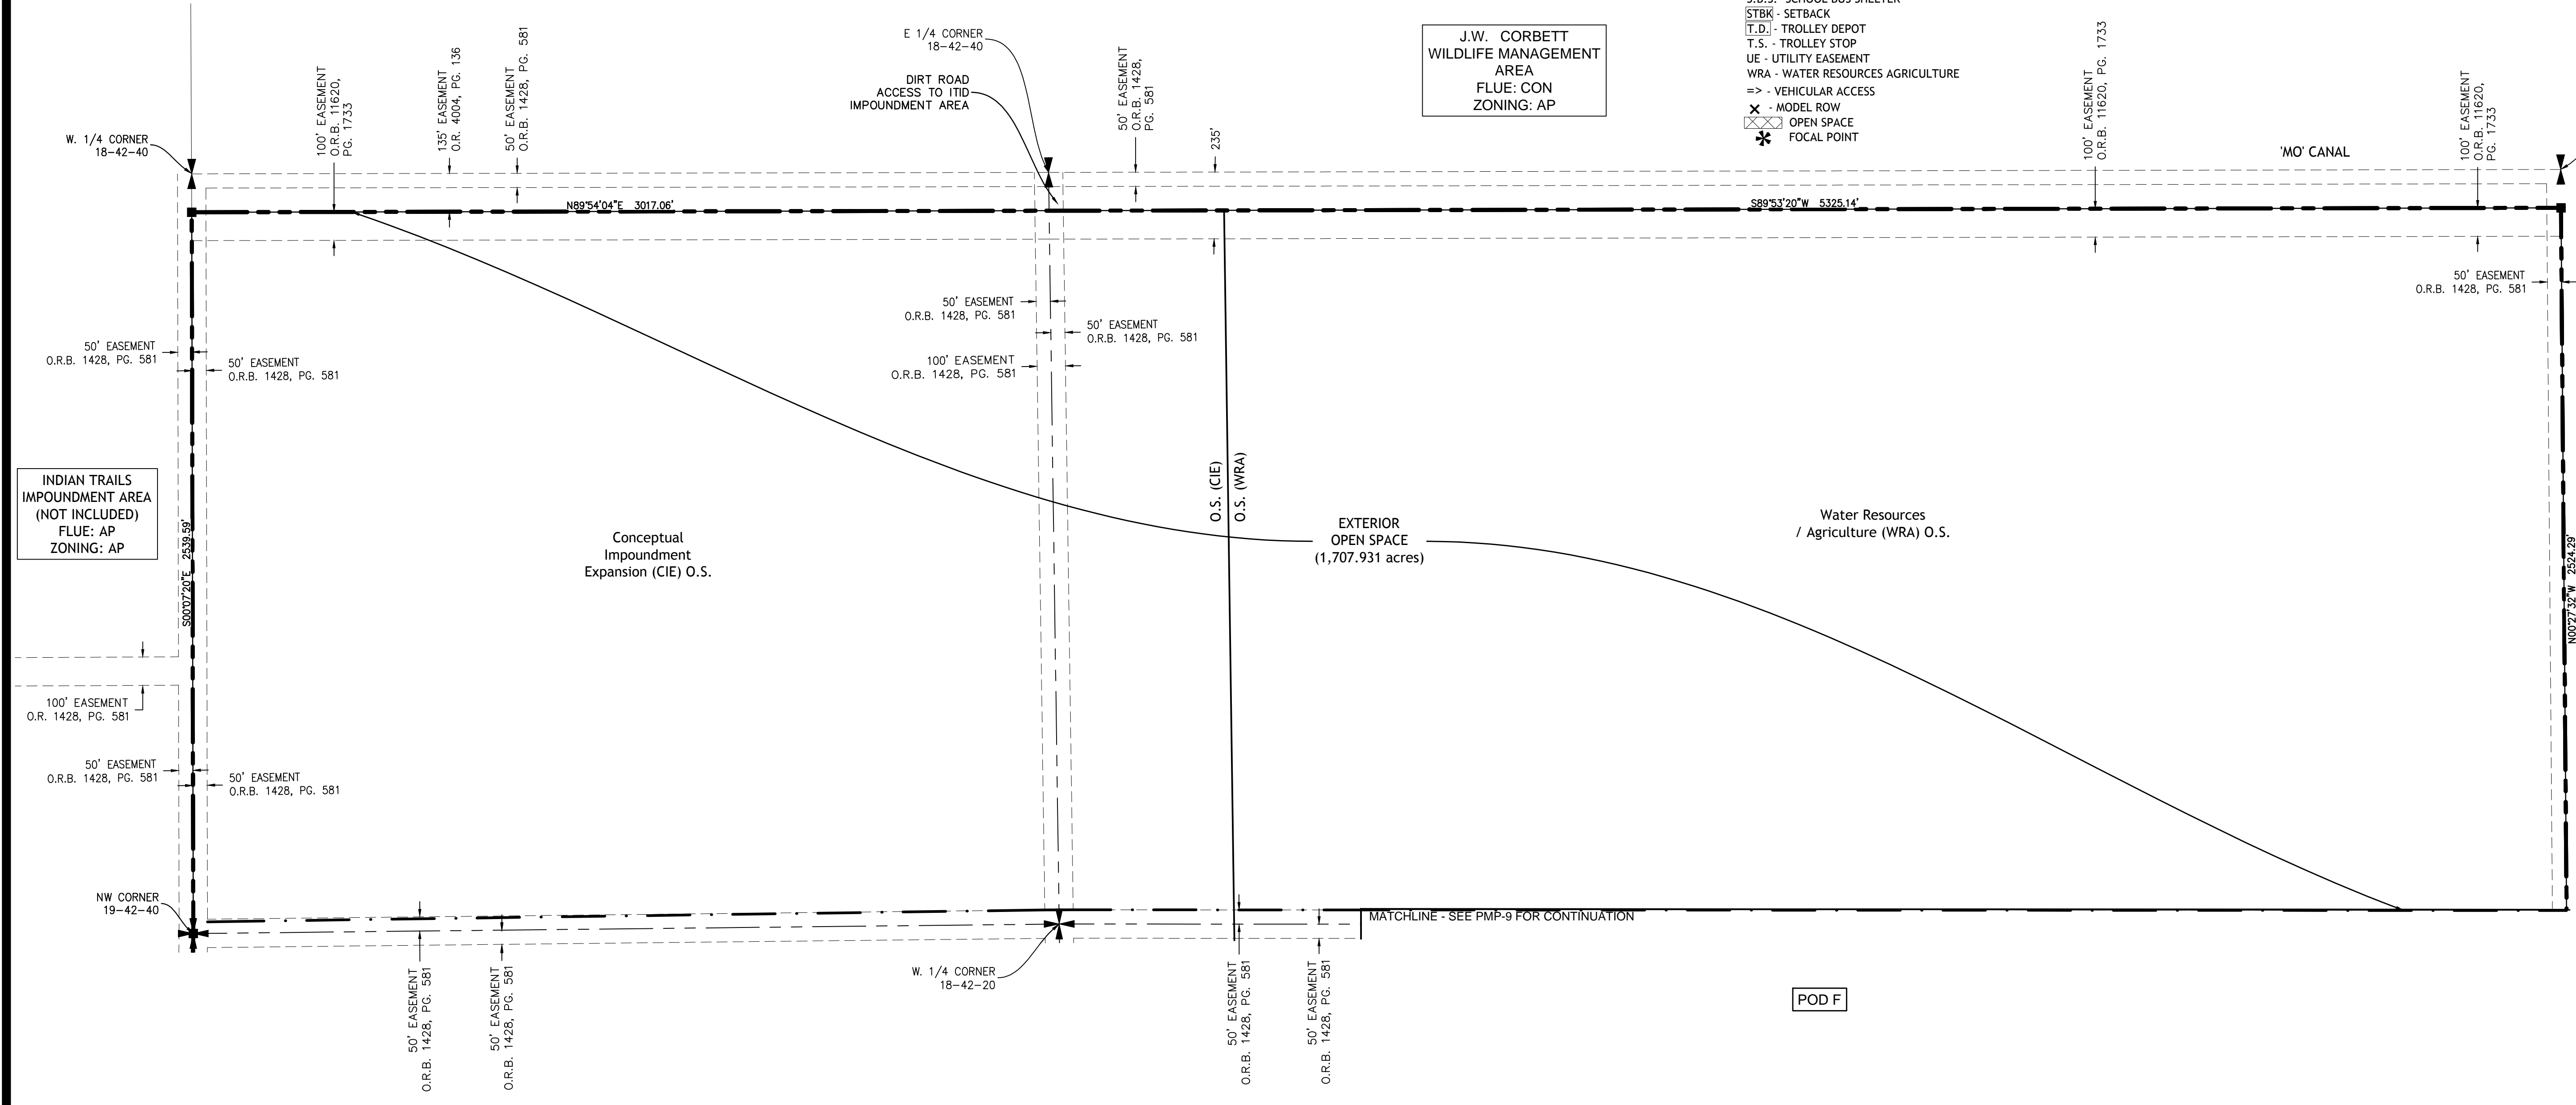 S.B.S. - SCHOOL BUS SHELTER
STBK - SETBACK
T.D. - TROLLEY DEPOT
T.S. - TROLLEY STOP
UE - UTILITY EASEMENT
WRA - WATER RESOURCES AGRICULTURE
=> - VEHICULAR ACCESS
- MODEL ROW
OPEN SPACE
FOCAL POINT
J.W. CORBETT
WILDLIFE MANAGEMENT
AREA
FLUE: CON
ZONING: AP
E 1/4 CORNER
18-42-40
DIRT ROAD
ACCESS TO ITID
IMPOUNDMENT AREA
W. 1/4 CORNER
18-42-40
100' EASEMENT
O.R.B. 11620,
PG. 1733
135' EASEMENT
O.R. 4004, PG. 136
50' EASEMENT
O.R.B. 1428, PG. 581
50' EASEMENT
O.R.B. 1428,
PG. 581
235'
100' EASEMENT
O.R.B. 11620, PG. 1733
'MO' CANAL
100' EASEMENT
O.R.B. 11620,
PG. 1733
N89°54'04"E 3017.06'
S89°53'20"W 5325.14'
50' EASEMENT
O.R.B. 1428, PG. 581
50' EASEMENT
O.R.B. 1428, PG. 581
50' EASEMENT
O.R.B. 1428, PG. 581
100' EASEMENT
O.R.B. 1428, PG. 581
50' EASEMENT
O.R.B. 1428, PG. 581
50' EASEMENT
O.R.B. 1428, PG. 581
INDIAN TRAILS
IMPOUNDMENT AREA
(NOT INCLUDED)
FLUE: AP
ZONING: AP
S00°07'20"E 2539.59'
Conceptual
Impoundment
Expansion (CIE) O.S.
O.S. (CIE)
O.S. (WRA)
EXTERIOR
OPEN SPACE
(1,707.931 acres)
Water Resources
/ Agriculture (WRA) O.S.
N00°27'32"W 2524.29'
100' EASEMENT
O.R. 1428, PG. 581
50' EASEMENT
O.R.B. 1428, PG. 581
50' EASEMENT
O.R.B. 1428, PG. 581
NW CORNER
19-42-40
MATCHLINE - SEE PMP-9 FOR CONTINUATION
W. 1/4 CORNER
18-42-20
50' EASEMENT
O.R.B. 1428, PG. 581
50' EASEMENT
O.R.B. 1428, PG. 581
50' EASEMENT
O.R.B. 1428, PG. 581
50' EASEMENT
O.R.B. 1428, PG. 581
POD F